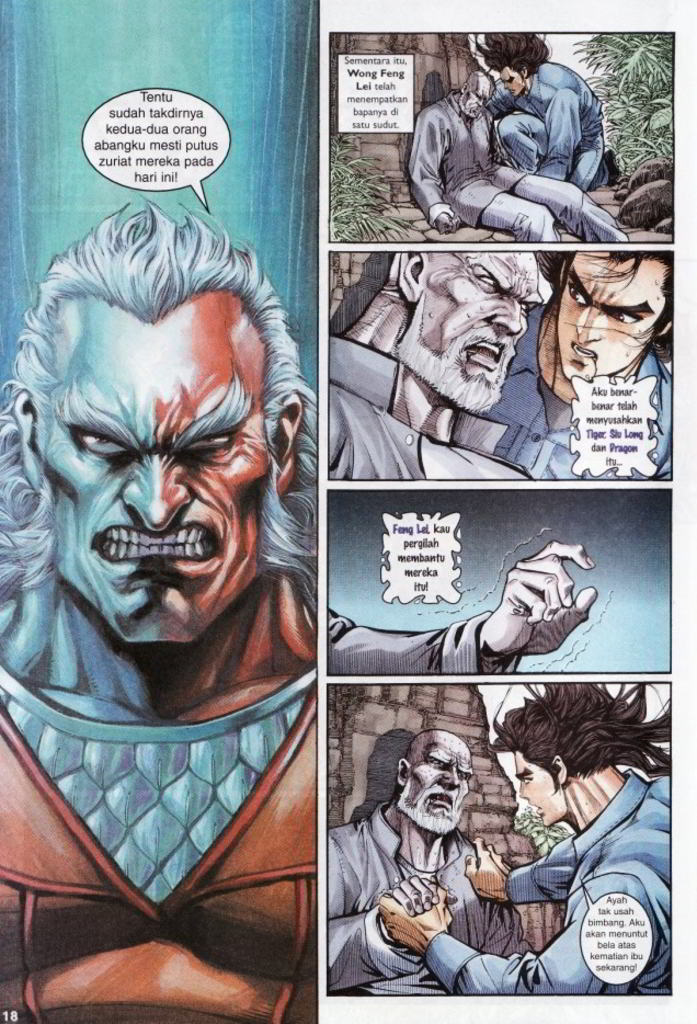 Tentu
sudah takdirnya
kedua-dua orang
abangku mesti putus
zuriat mereka pada
hari ini!
Sementara itu,
Wong Feng
Lei telah
menempatkan
bapanya di
satu sudut.
Aku benar-
benar telah
menyusahkan
Tiger, Siu Long
dan Dragon
itu...
Feng Lei, kau
pergilah
membantu
mereka
itu!
Ayah
tak usah
bimbang. Aku
akan menuntut
bela atas
kematian ibu
sekarang!
18